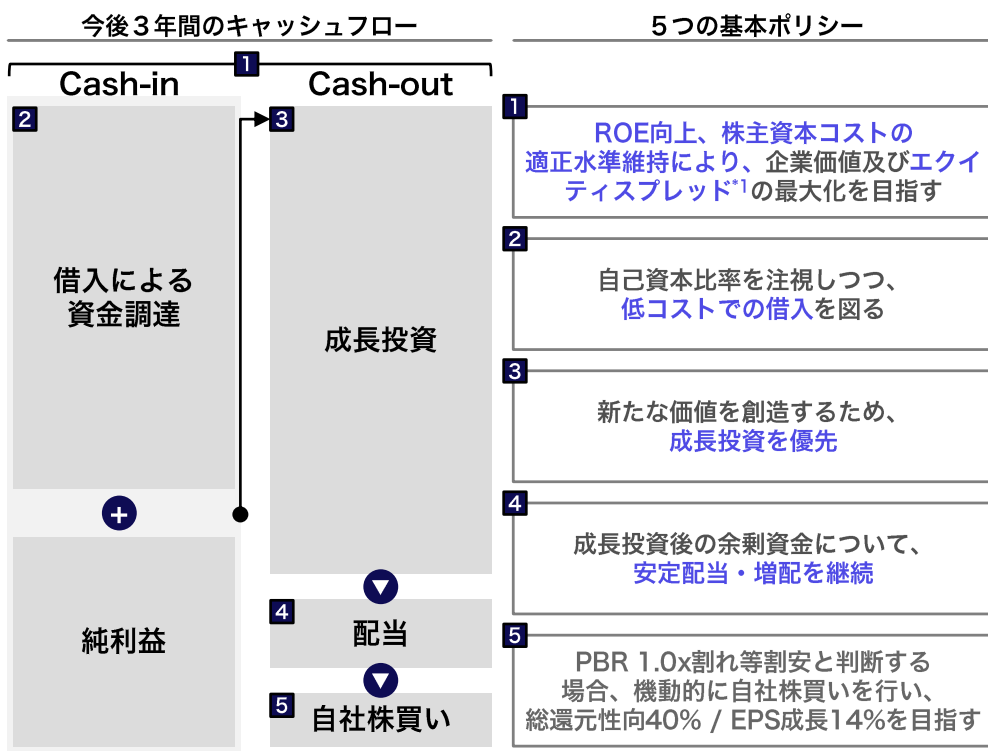 今後３年間のキャッシュフロー
1
Cash-in
Cash-out
2
借入による
資金調達
+
純利益
3
成長投資
4
配当
5
自社株買い
５つの基本ポリシー
1
ROE向上、株主資本コストの
適正水準維持により、企業価値及びエクイ
ティスプレッド*1の最大化を目指す
2
自己資本比率を注視しつつ、
低コストでの借入を図る
3
新たな価値を創造するため、
成長投資を優先
4
成長投資後の余剰資金について、
安定配当・増配を継続
5
PBR 1.0x割れ等割安と判断する
場合、機動的に自社株買いを行い、
総還元性向40% / EPS成長14%を目指す